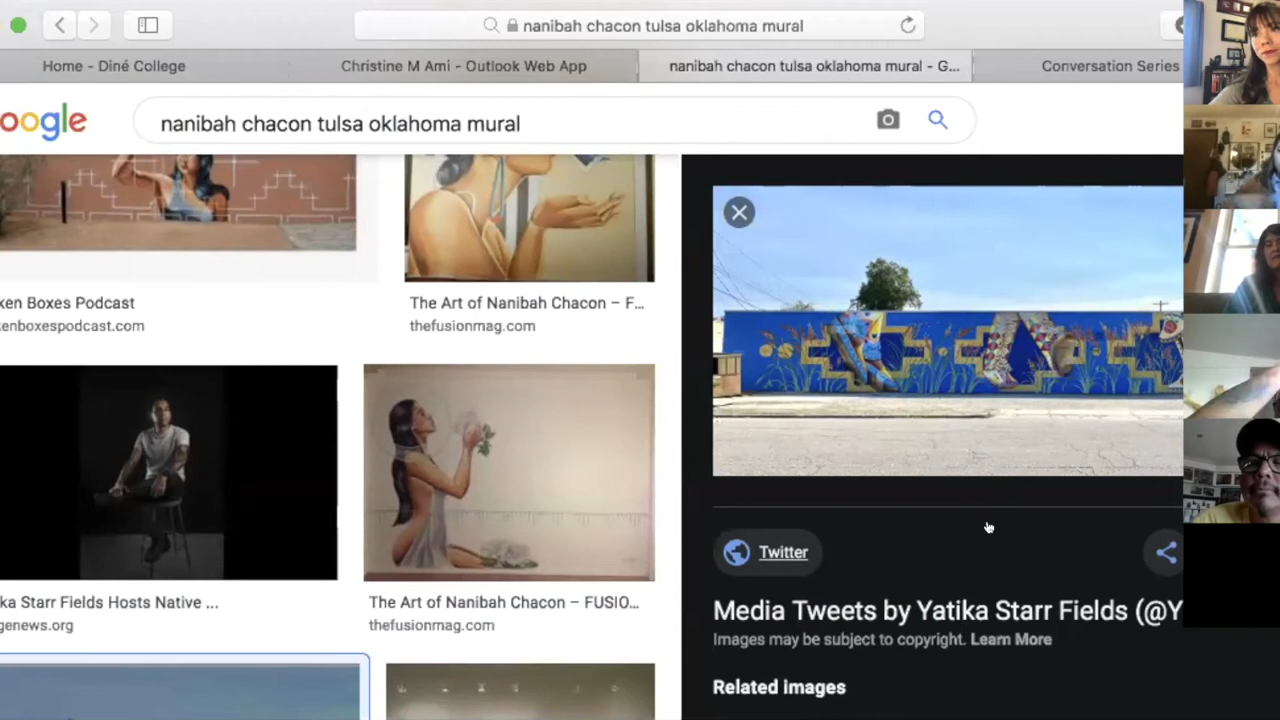 nanibah chacon tulsa oklahoma mural
Home - Diné College
Christine M Ami - Outlook Web App
nanibah chacon tulsa oklahoma mural - G...
Conversation Series
oogle
nanibah chacon tulsa oklahoma mural
ken Boxes Podcast
kenboxespodcast.com
The Art of Nanibah Chacon – F...
thefusionmag.com
ka Starr Fields Hosts Native ...
genews.org
The Art of Nanibah Chacon – FUSIO...
thefusionmag.com
Twitter
Media Tweets by Yatika Starr Fields (@Y
Images may be subject to copyright. Learn More
Related images